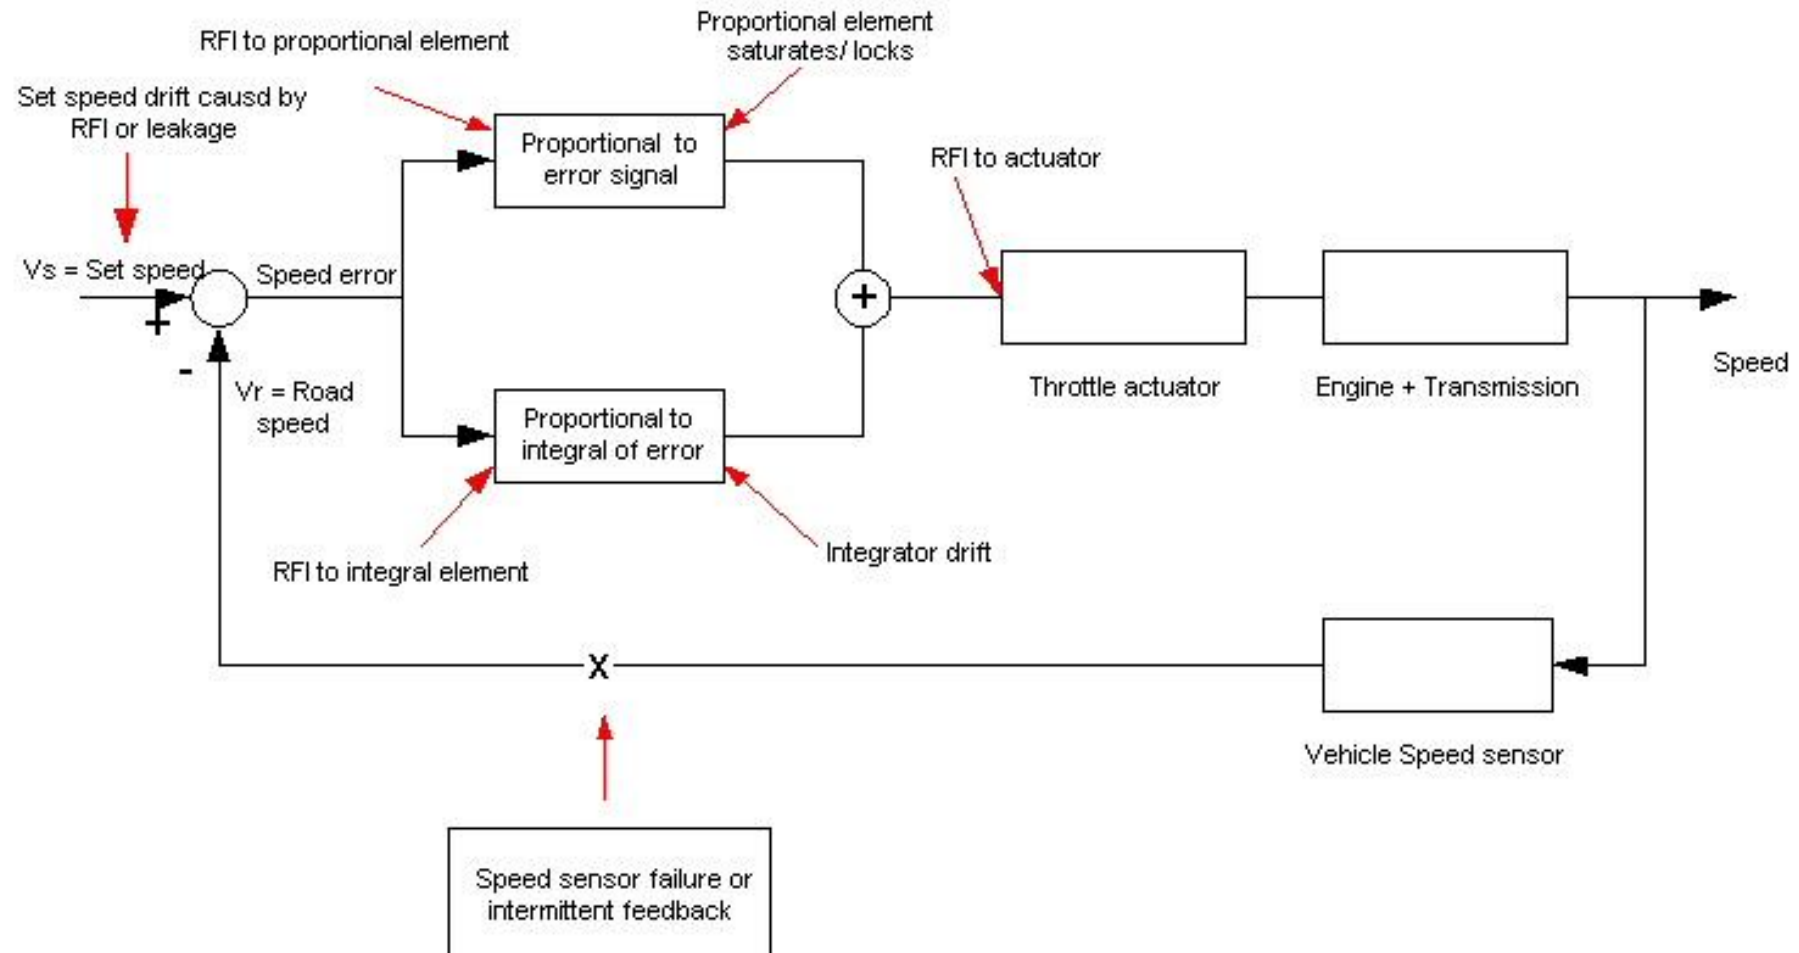 Proportional element
saturates/ locks
RFI to proportional element
Set speed drift causd by
RFI or leakage
Proportional to
error signal
RFI to actuator
Vs = Set speed
Speed error
+
+
-
Vr = Road
speed
Proportional to
integral of error
Throttle actuator
Engine + Transmission
Speed
Integrator drift
RFI to integral element
X
Vehicle Speed sensor
Speed sensor failure or
intermittent feedback